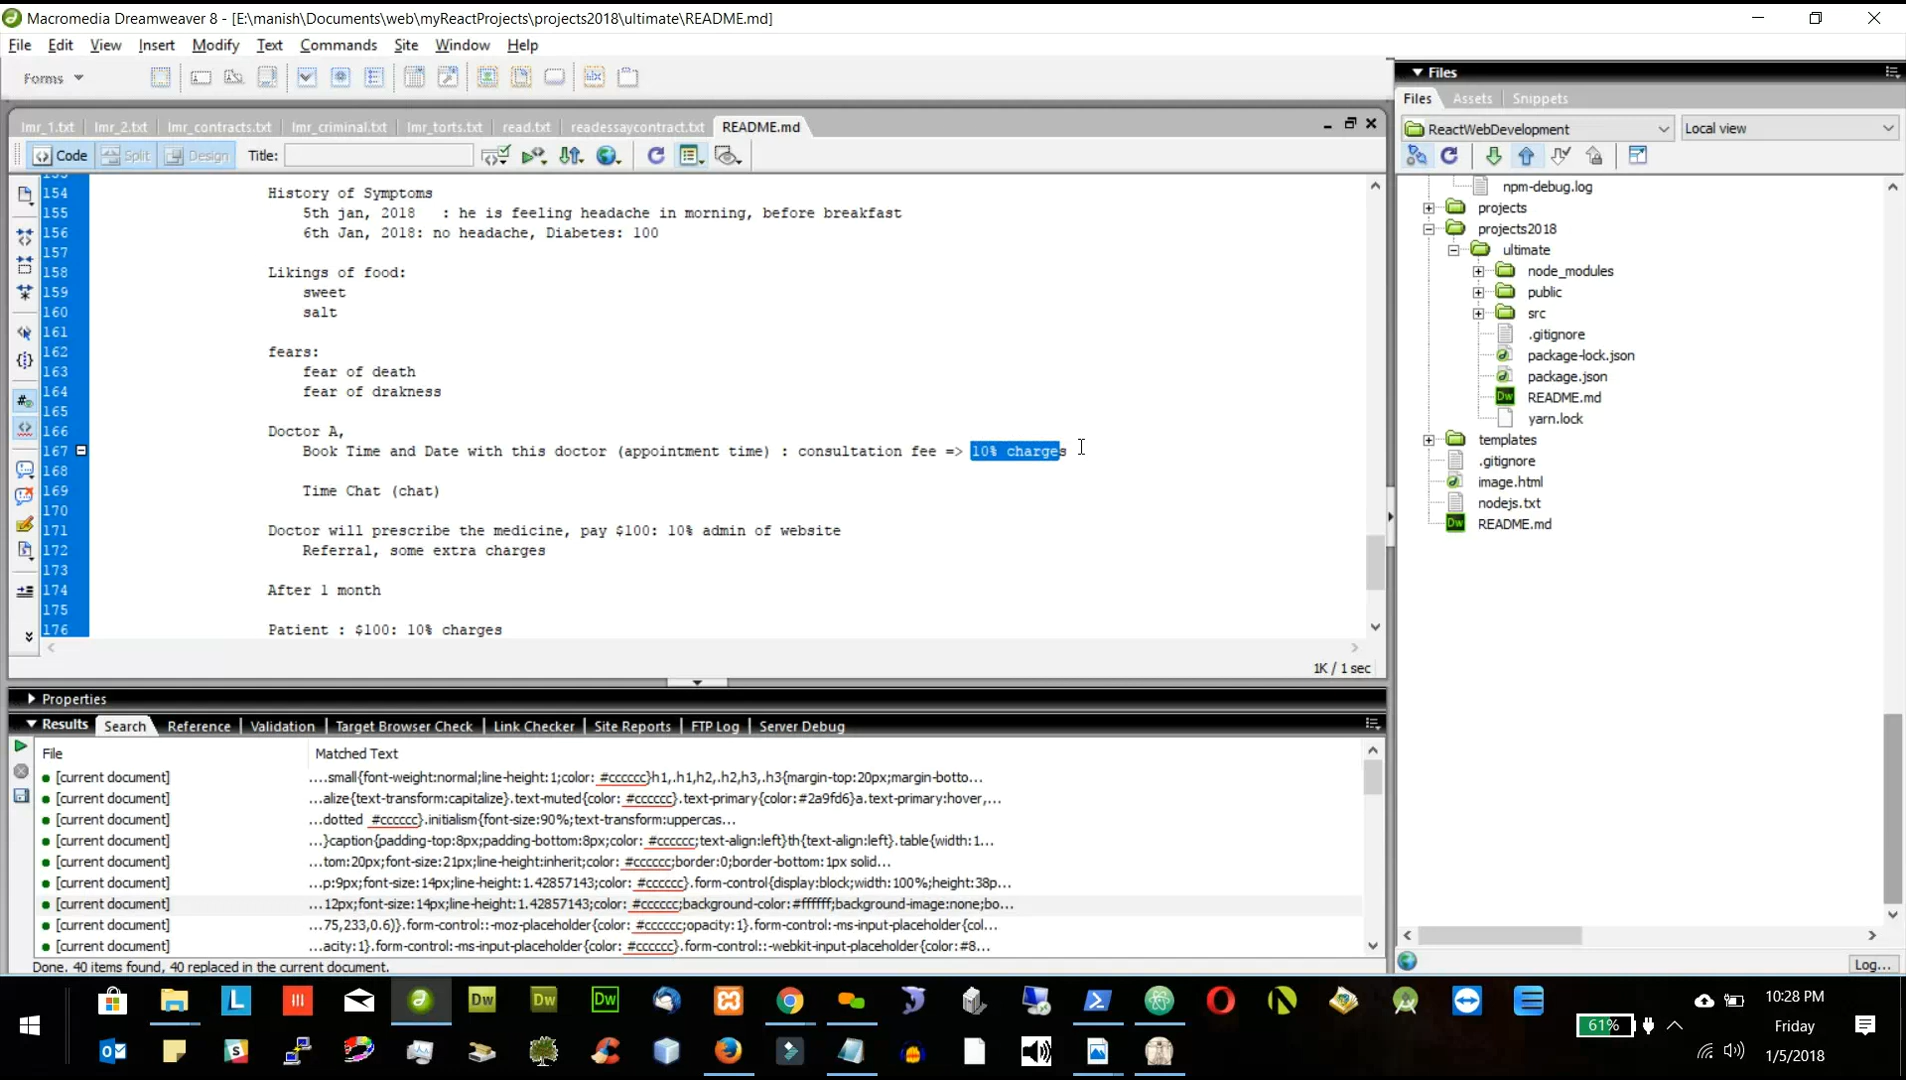 Macromedia Dreamweaver 8 - [E:\manish\Documents\web\myReactProjects\projects2018\ultimate\README.md]
File Edit View Insert Modify Text Commands Site Window Help
Forms
lmr_1.txt lmr_2.txt lmr_contracts.txt lmr_criminal.txt lmr_torts.txt read.txt readessaycontract.txt README.md
Code Split Design Title:
154 History of Symptoms
155 5th jan, 2018 : he is feeling headache in morning, before breakfast
156 6th Jan, 2018: no headache, Diabetes: 100
157
158 Likings of food:
159 sweet
160 salt
161
162 fears:
163 fear of death
164 fear of drakness
165
166 Doctor A,
167 Book Time and Date with this doctor (appointment time) : consultation fee => 10% charges
168
169 Time Chat (chat)
170
171 Doctor will prescribe the medicine, pay $100: 10% admin of website
172 Referral, some extra charges
173
174 After 1 month
175
176 Patient : $100: 10% charges
1K / 1 sec
Properties
Results Search Reference Validation Target Browser Check Link Checker Site Reports FTP Log Server Debug
File Matched Text
[current document] ....small{font-weight:normal;line-height:1;color: #cccccc}h1,.h1,h2,.h2,h3,.h3{margin-top:20px;margin-botto...
[current document] ...alize{text-transform:capitalize}.text-muted{color: #cccccc}.text-primary{color:#2a9fd6}a.text-primary:hover,...
[current document] ...dotted #cccccc}.initialism{font-size:90%;text-transform:uppercas...
[current document] ...}caption{padding-top:8px;padding-bottom:8px;color: #cccccc;text-align:left}th{text-align:left}.table{width:1...
[current document] ...tom:20px;font-size:21px;line-height:inherit;color: #cccccc;border:0;border-bottom:1px solid...
[current document] ...p:9px;font-size:14px;line-height:1.42857143;color: #cccccc}.form-control{display:block;width:100%;height:38p...
[current document] ... 12px;font-size:14px;line-height:1.42857143;color: #cccccc;background-color:#ffffff;background-image:none;bo...
[current document] ...75,233,0.6)}.form-control::-moz-placeholder{color: #cccccc;opacity:1}.form-control:-ms-input-placeholder{col...
[current document] ...acity:1}.form-control:-ms-input-placeholder{color: #cccccc}.form-control::-webkit-input-placeholder{color:#8...
Done. 40 items found, 40 replaced in the current document.
Files
Files Assets Snippets
ReactWebDevelopment Local view
npm-debug.log
projects
projects2018
ultimate
node_modules
public
src
.gitignore
package-lock.json
package.json
README.md
yarn.lock
templates
.gitignore
image.html
nodejs.txt
README.md
Log...
61%
10:28 PM
Friday
1/5/2018